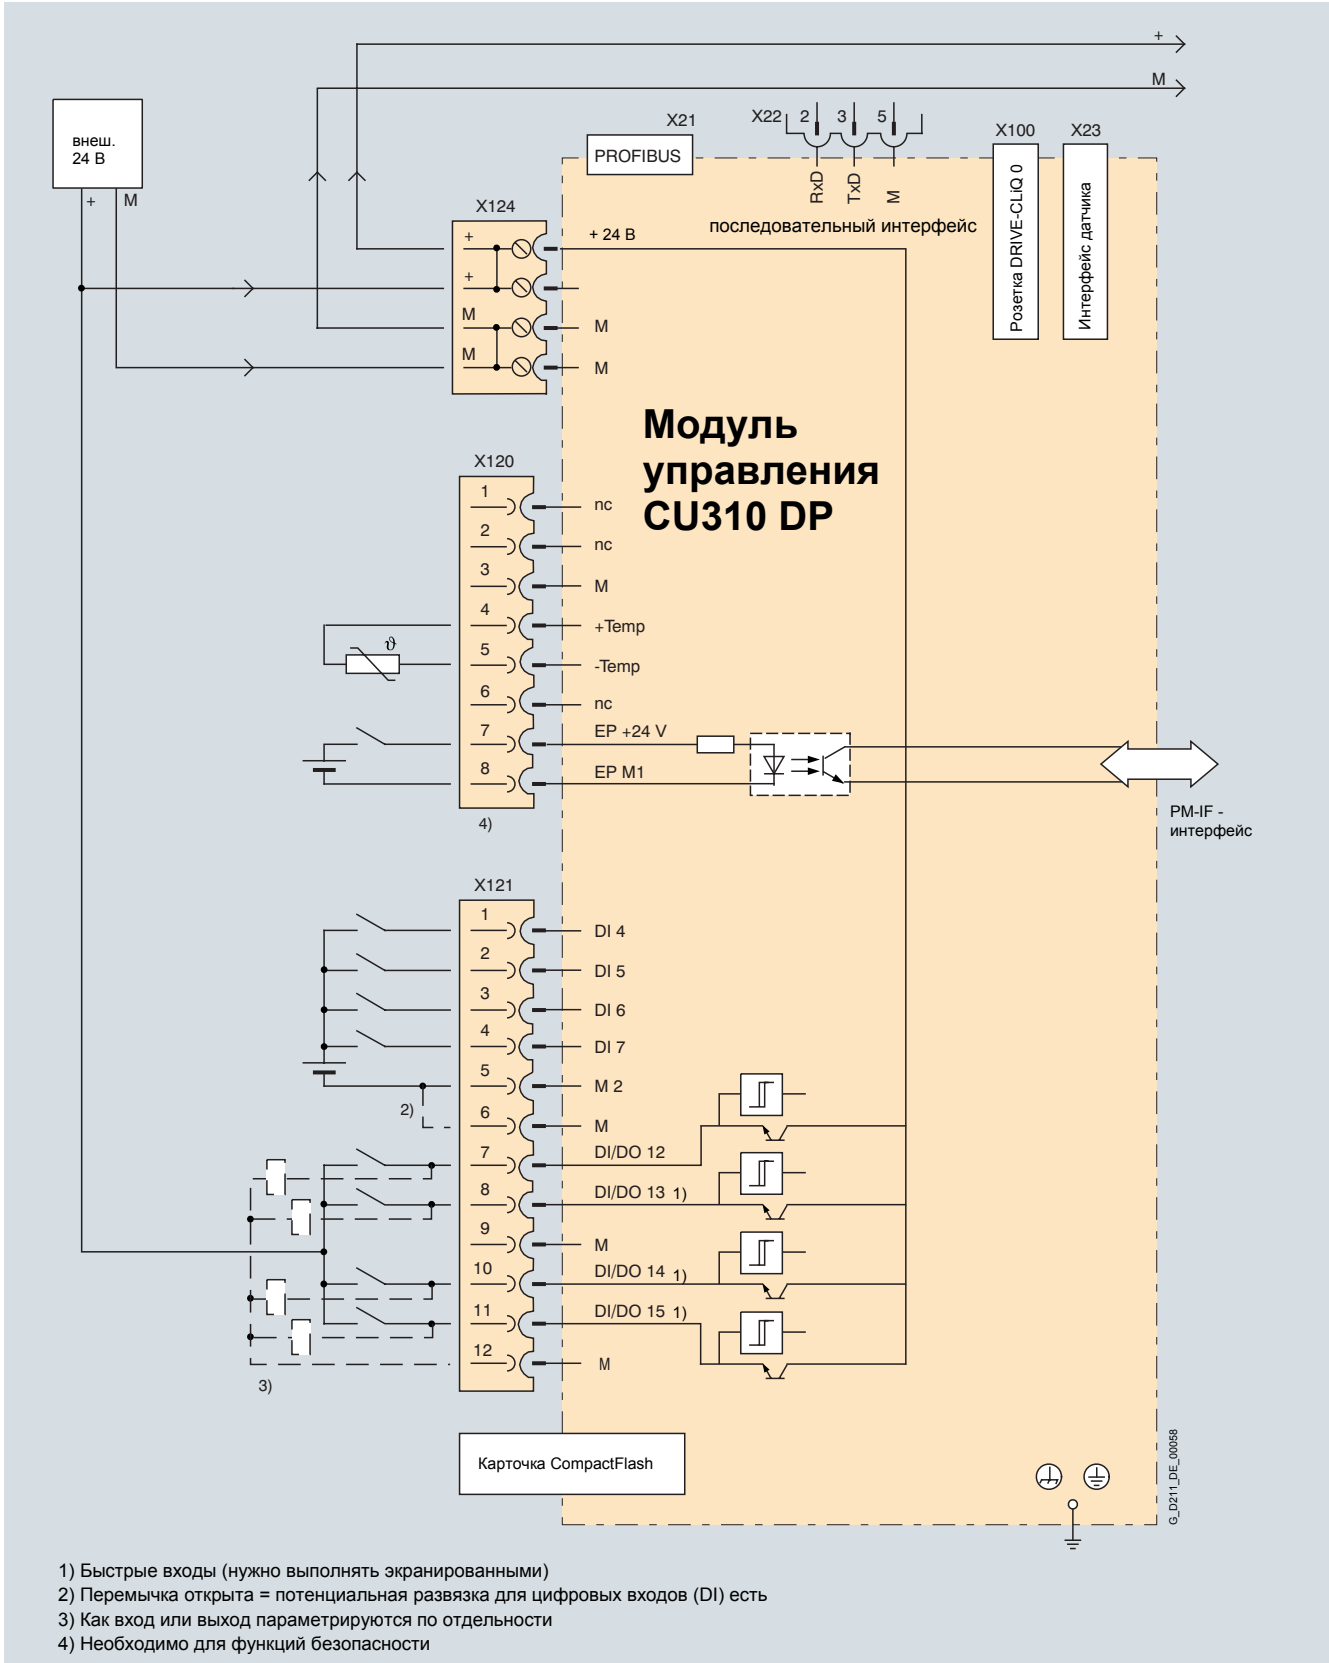 +
M
внеш.
24 В
+
M
X21
PROFIBUS
X22
2
3
5
RxD
TxD
M
последовательный интерфейс
X100
Розетка DRIVE-CLiQ 0
X23
Интерфейс датчика
X124
+
+ 24 В
+
M
M
M
M
Модуль
управления
CU310 DP
X120
1
nc
2
nc
3
M
4
+Temp
ϑ
5
-Temp
6
nc
7
EP +24 V
8
EP M1
4)
PM-IF -
интерфейс
X121
1
DI 4
2
DI 5
3
DI 6
4
DI 7
5
M 2
2)
6
M
7
DI/DO 12
8
DI/DO 13 1)
9
M
10
DI/DO 14 1)
11
DI/DO 15 1)
12
M
3)
Карточка CompactFlash
G_D211_DE_00058
1) Быстрые входы (нужно выполнять экранированными)
2) Перемычка открыта = потенциальная развязка для цифровых входов (DI) есть
3) Как вход или выход параметрируются по отдельности
4) Необходимо для функций безопасности